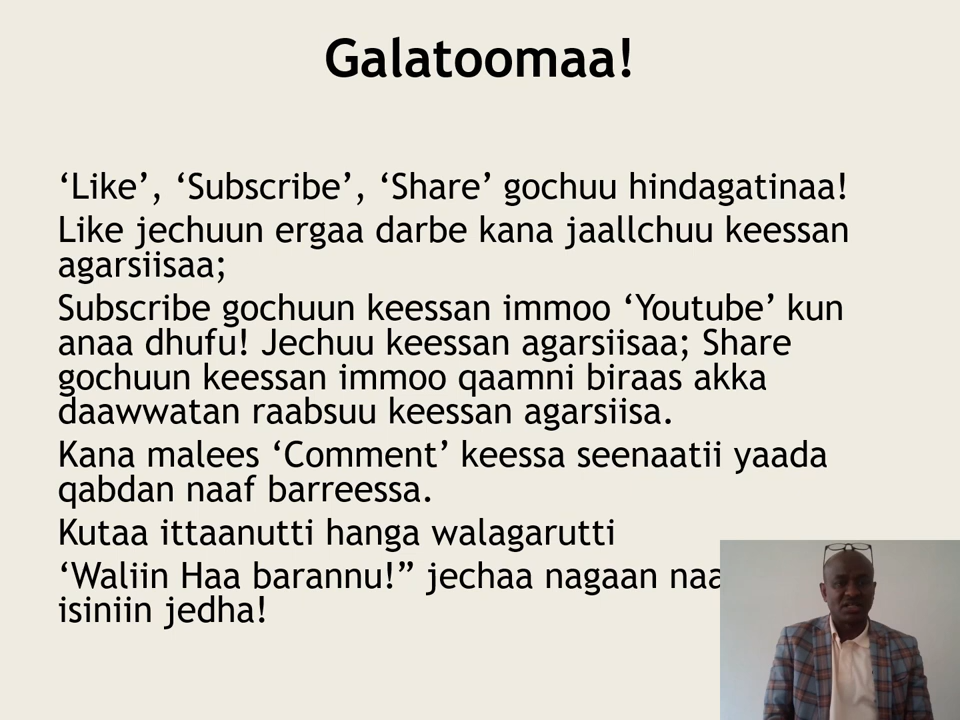 Galatoomaa!
‘Like’, ‘Subscribe’, ‘Share’ gochuu hindagatinaa!
Like jechuun ergaa darbe kana jaallchuu keessan
agarsiisaa;
Subscribe gochuun keessan immoo ‘Youtube’ kun
anaa dhufu! Jechuu keessan agarsiisaa; Share
gochuun keessan immoo qaamni biraas akka
daawwatan raabsuu keessan agarsiisa.
Kana malees ‘Comment’ keessa seenaatii yaada
qabdan naaf barreessa.
Kutaa ittaanutti hanga walagarutti
‘Waliin Haa barannu!” jechaa nagaan
isiniin jedha!